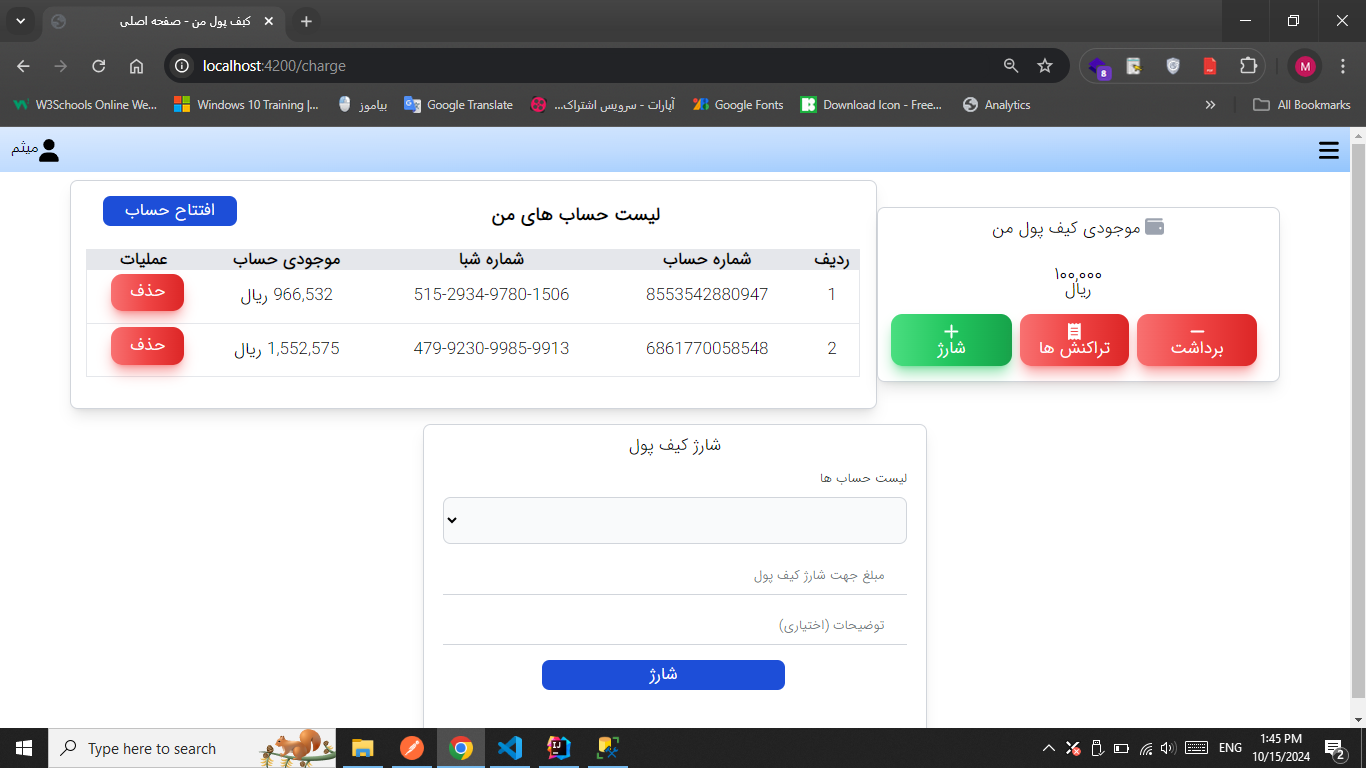 کیف پول من - صفحه اصلی
localhost:4200/charge
M
8
W3Schools Online We...
Windows 10 Training |...
بیاموز
Google Translate
آپارات - سرویس اشتراک...
Google Fonts
Download Icon - Free...
Analytics
»
All Bookmarks
میثم
موجودی کیف پول من
۱۰۰,۰۰۰
ریال
برداشت
تراکنش ها
شارژ
لیست حساب های من
افتتاح حساب
ردیف شماره حساب شماره شبا موجودی حساب عملیات
1 8553542880947 515-2934-9780-1506 966,532 ریال حذف
2 6861770058548 479-9230-9985-9913 1,552,575 ریال حذف
شارژ کیف پول
لیست حساب ها
مبلغ جهت شارژ کیف پول
توضیحات (اختیاری)
شارژ
Type here to search
ENG
1:45 PM
10/15/2024
2